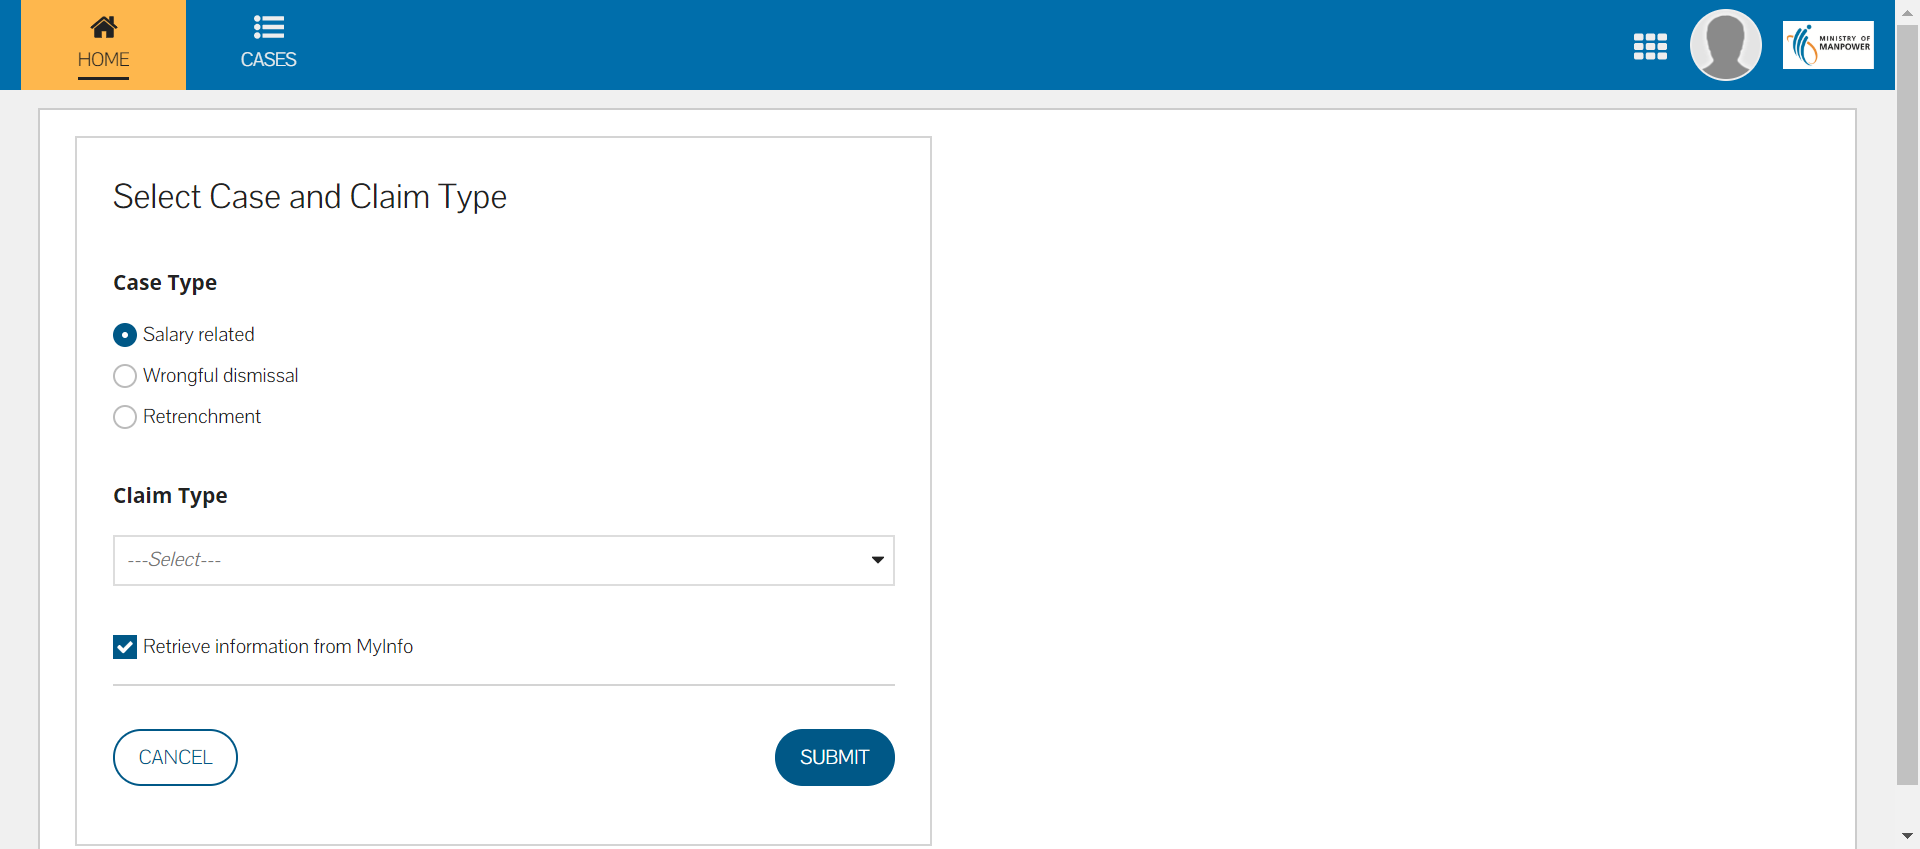 HOME
CASES
MINISTRY OF
MANPOWER
Select Case and Claim Type
Case Type
Salary related
Wrongful dismissal
Retrenchment
Claim Type
---Select---
Retrieve information from MyInfo
CANCEL
SUBMIT